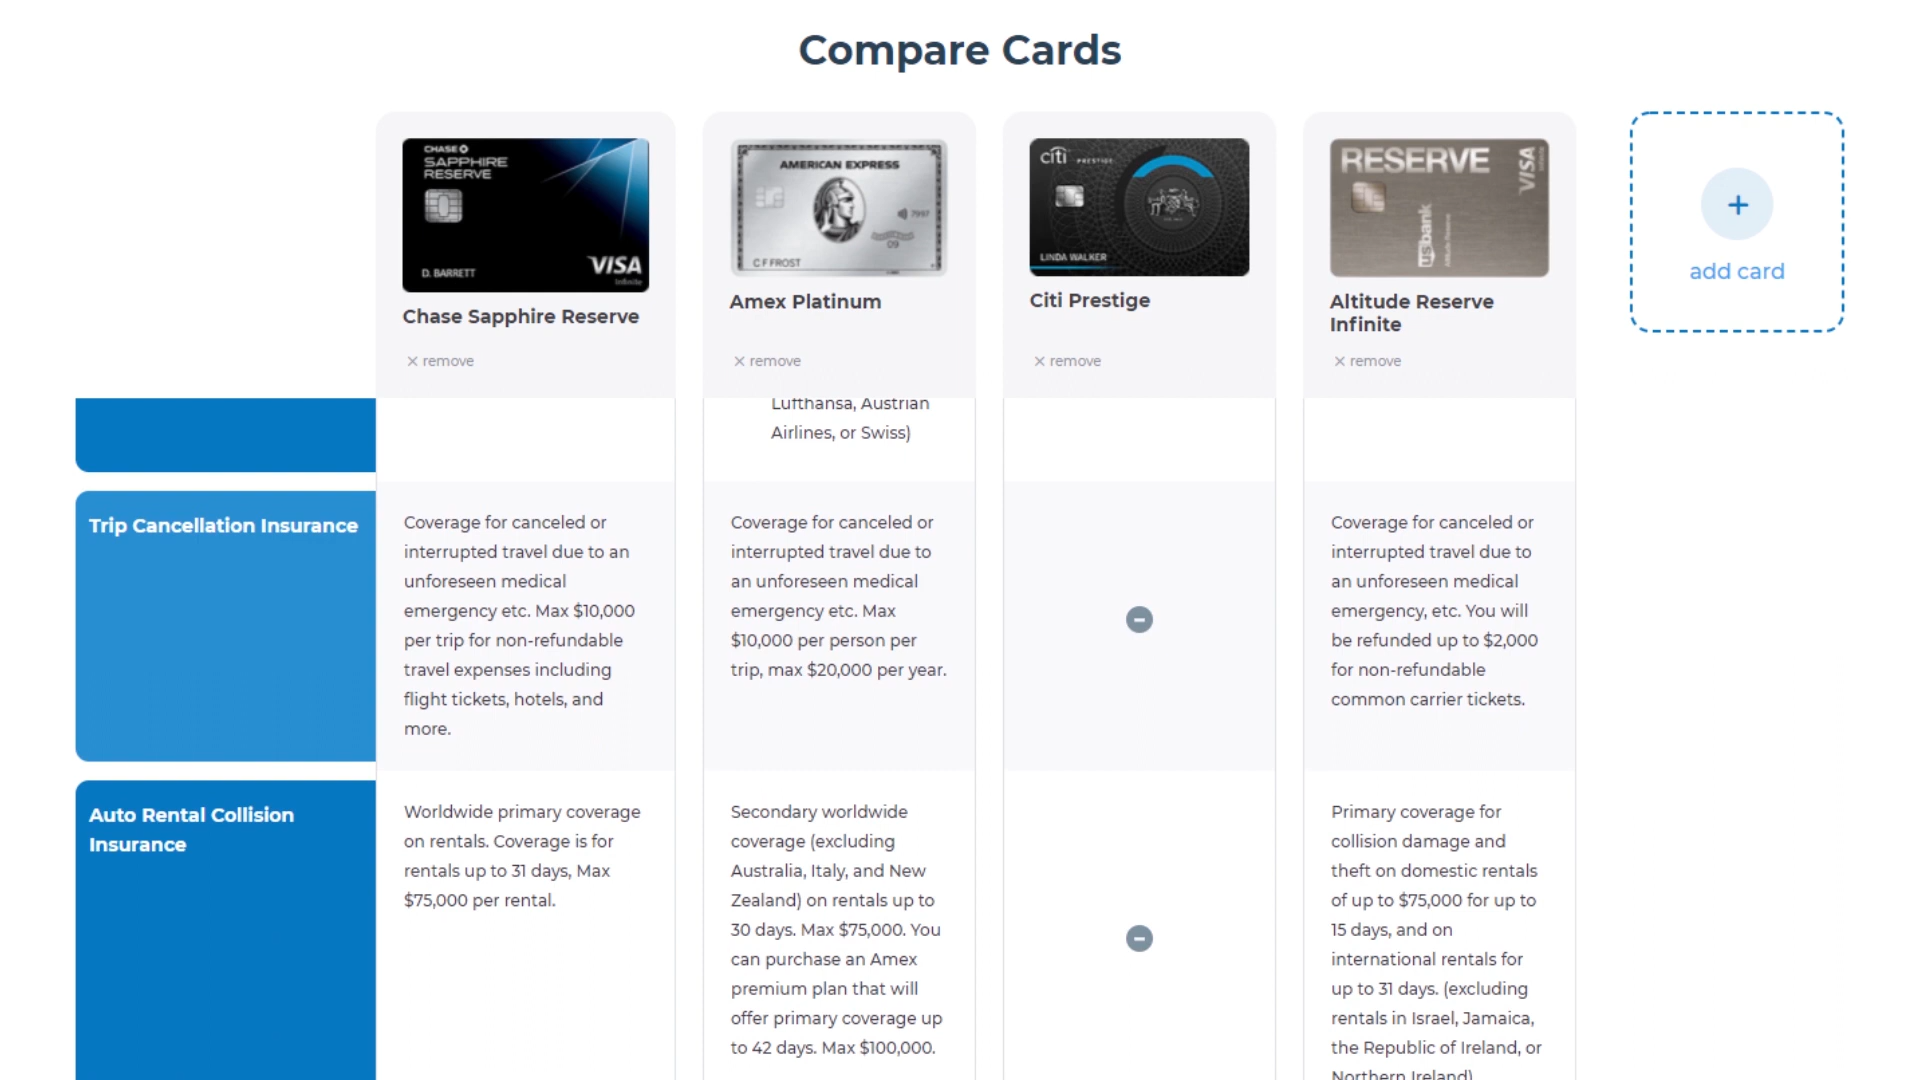 Compare Cards
CHASE
SAPPHIRE
RESERVE
D. BARRETT
VISA
Infinite
Chase Sapphire Reserve
× remove
AMERICAN EXPRESS
7997
09
C F FROST
Amex Platinum
× remove
citi PRESTIGE
LINDA WALKER
Citi Prestige
× remove
RESERVE
VISA
usbank
Altitude Reserve
Altitude Reserve
Infinite
× remove
+
add card
Lufthansa, Austrian
Airlines, or Swiss)
Trip Cancellation Insurance
Coverage for canceled or
interrupted travel due to an
unforeseen medical
emergency etc. Max $10,000
per trip for non-refundable
travel expenses including
flight tickets, hotels, and
more.
Coverage for canceled or
interrupted travel due to
an unforeseen medical
emergency etc. Max
$10,000 per person per
trip, max $20,000 per year.
Coverage for canceled or
interrupted travel due to
an unforeseen medical
emergency, etc. You will
be refunded up to $2,000
for non-refundable
common carrier tickets.
Auto Rental Collision
Insurance
Worldwide primary coverage
on rentals. Coverage is for
rentals up to 31 days, Max
$75,000 per rental.
Secondary worldwide
coverage (excluding
Australia, Italy, and New
Zealand) on rentals up to
30 days. Max $75,000. You
can purchase an Amex
premium plan that will
offer primary coverage up
to 42 days. Max $100,000.
Primary coverage for
collision damage and
theft on domestic rentals
of up to $75,000 for up to
15 days, and on
international rentals for
up to 31 days. (excluding
rentals in Israel, Jamaica,
the Republic of Ireland, or
Northern Ireland)